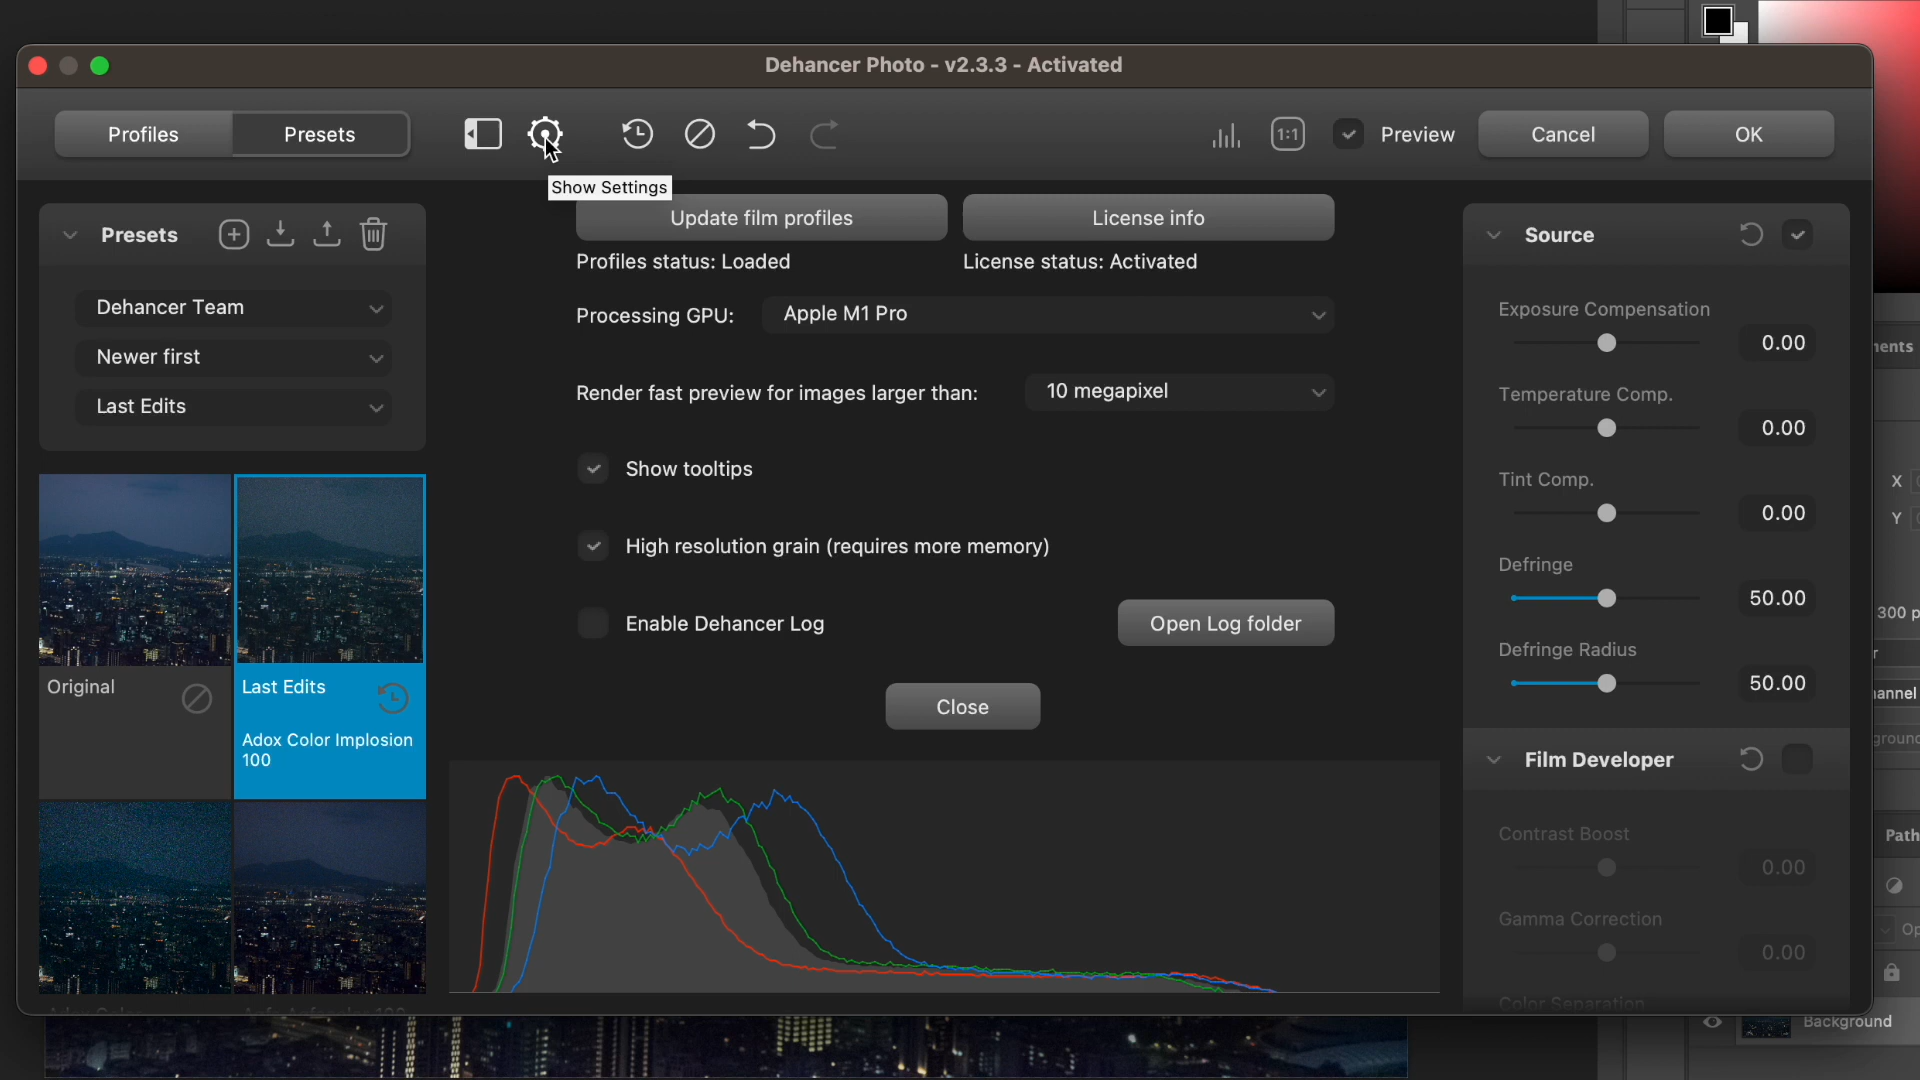 Dehancer Photo - v2.3.3 - Activated
Profiles
Presets
1:1
Preview
Cancel
OK
Show Settings
Presets
Dehancer Team
Newer first
Last Edits
Original
Last Edits
Adox Color Implosion
100
Update film profiles
License info
Profiles status: Loaded
License status: Activated
Processing GPU:
Apple M1 Pro
Render fast preview for images larger than:
10 megapixel
Show tooltips
High resolution grain (requires more memory)
Enable Dehancer Log
Open Log folder
Close
Source
Exposure Compensation
0.00
Temperature Comp.
0.00
Tint Comp.
0.00
Defringe
50.00
Defringe Radius
50.00
Film Developer
Contrast Boost
0.00
Gamma Correction
0.00
Color Separation
X
Y
300 p
Path
Op
Background